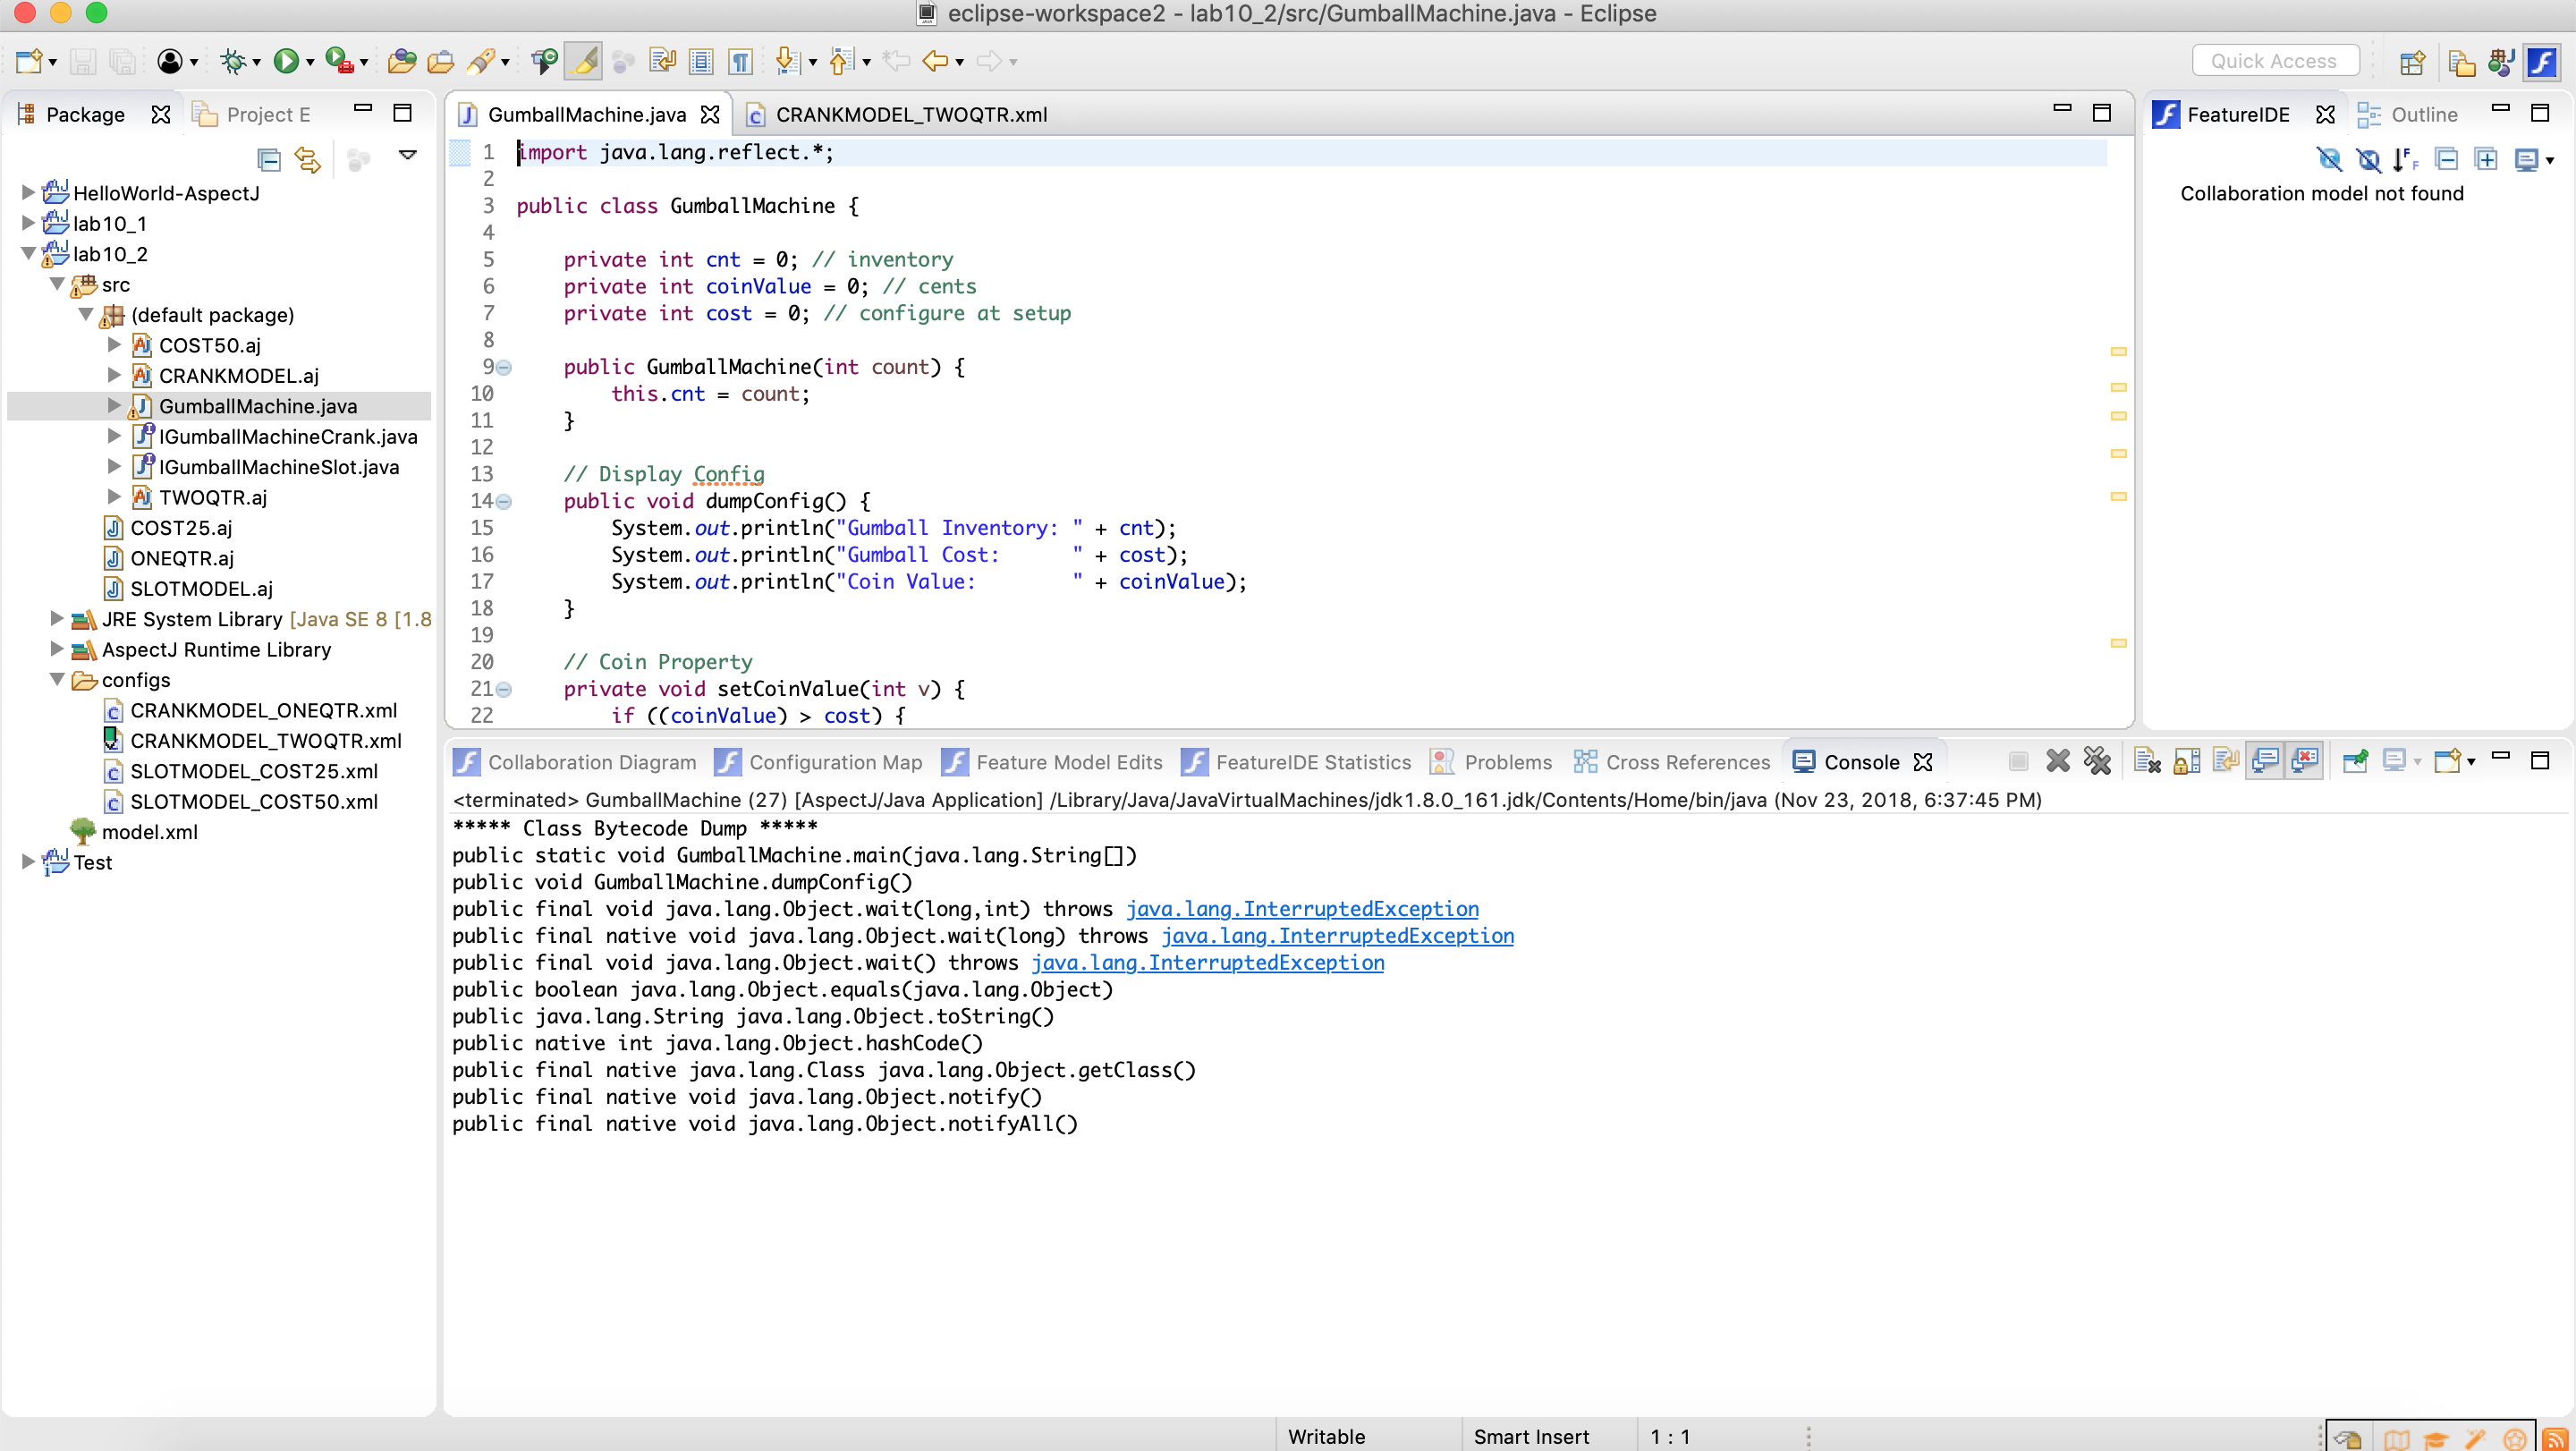 eclipse-workspace2 - lab10_2/src/GumballMachine.java - Eclipse
Quick Access
Package
Project E
HelloWorld-AspectJ
lab10_1
lab10_2
src
(default package)
COST50.aj
CRANKMODEL.aj
GumballMachine.java
IGumballMachineCrank.java
IGumballMachineSlot.java
TWOQTR.aj
COST25.aj
ONEQTR.aj
SLOTMODEL.aj
JRE System Library [Java SE 8 [1.8
AspectJ Runtime Library
configs
CRANKMODEL_ONEQTR.xml
CRANKMODEL_TWOQTR.xml
SLOTMODEL_COST25.xml
SLOTMODEL_COST50.xml
model.xml
Test
GumballMachine.java
CRANKMODEL_TWOQTR.xml
1 import java.lang.reflect.*;
2
3 public class GumballMachine {
4
5 private int cnt = 0; // inventory
6 private int coinValue = 0; // cents
7 private int cost = 0; // configure at setup
8
9 public GumballMachine(int count) {
10 this.cnt = count;
11 }
12
13 // Display Config
14 public void dumpConfig() {
15 System.out.println("Gumball Inventory: " + cnt);
16 System.out.println("Gumball Cost:      " + cost);
17 System.out.println("Coin Value:        " + coinValue);
18 }
19
20 // Coin Property
21 private void setCoinValue(int v) {
22 if ((coinValue) > cost) {
FeatureIDE
Outline
Collaboration model not found
Collaboration Diagram
Configuration Map
Feature Model Edits
FeatureIDE Statistics
Problems
Cross References
Console
<terminated> GumballMachine (27) [AspectJ/Java Application] /Library/Java/JavaVirtualMachines/jdk1.8.0_161.jdk/Contents/Home/bin/java (Nov 23, 2018, 6:37:45 PM)
***** Class Bytecode Dump *****
public static void GumballMachine.main(java.lang.String[])
public void GumballMachine.dumpConfig()
public final void java.lang.Object.wait(long,int) throws java.lang.InterruptedException
public final native void java.lang.Object.wait(long) throws java.lang.InterruptedException
public final void java.lang.Object.wait() throws java.lang.InterruptedException
public boolean java.lang.Object.equals(java.lang.Object)
public java.lang.String java.lang.Object.toString()
public native int java.lang.Object.hashCode()
public final native java.lang.Class java.lang.Object.getClass()
public final native void java.lang.Object.notify()
public final native void java.lang.Object.notifyAll()
Writable
Smart Insert
1 : 1